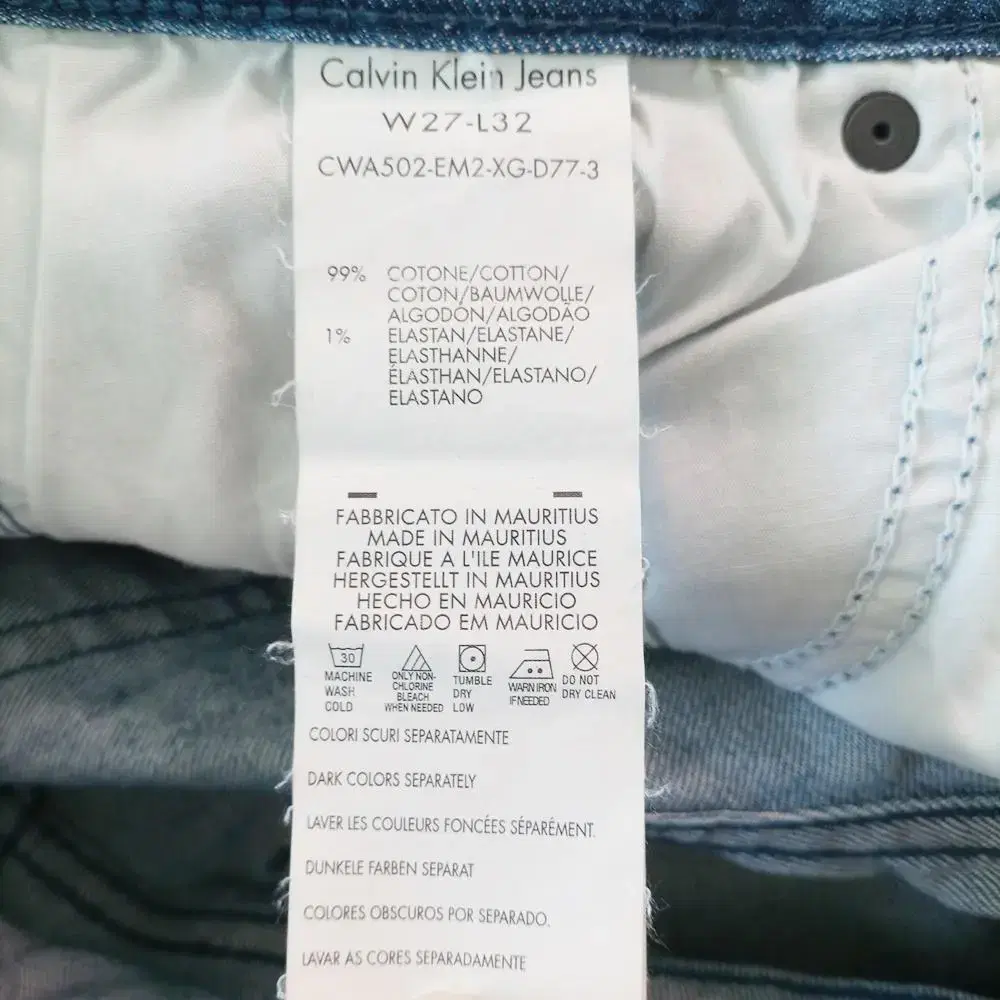 Calvin Klein Jeans
W27-L32
CWA502-EM2-XG-D77-3
99% COTONE/COTTON/
COTON/BAUMWOLLE/
ALGODÓN/ALGODÃO
1% ELASTAN/ELASTANE/
ÉLASTHANNE/
ÉLASTHAN/ELASTANO/
ELASTANO
FABBRICATO IN MAURITIUS
MADE IN MAURITIUS
FABRIQUE A L'ILE MAURICE
HERGESTELLT IN MAURITIUS
HECHO EN MAURICIO
FABRICADO EM MAURICIO
30
MACHINE
WASH
COLD
ONLY NON-
CHLORINE
BLEACH
WHEN NEEDED
TUMBLE
DRY
LOW
WARM IRON
IF NEEDED
DO NOT
DRY CLEAN
COLORI SCURI SEPARATAMENTE
DARK COLORS SEPARATELY
LAVER LES COULEURS FONCÉES SÉPARÉMENT.
DUNKELE FARBEN SEPARAT
COLORES OBSCUROS POR SEPARADO.
LAVAR AS CORES SEPARADAMENTE